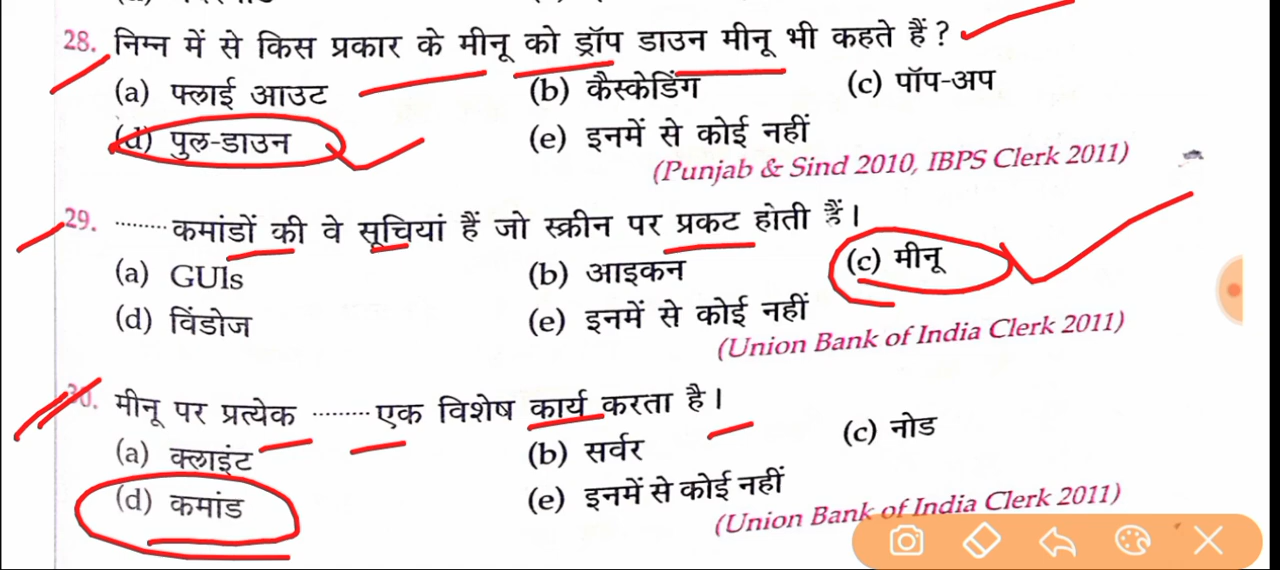 28. निम्न में से किस प्रकार के मीनू को ड्रॉप डाउन मीनू भी कहते हैं?
(a) फ्लाई आउट (b) कैस्केडिंग (c) पॉप-अप
(d) पुल-डाउन (e) इनमें से कोई नहीं
(Punjab & Sind 2010, IBPS Clerk 2011)
29. ········ कमांडों की वे सूचियां हैं जो स्क्रीन पर प्रकट होती हैं।
(a) GUIs (b) आइकन (c) मीनू
(d) विंडोज (e) इनमें से कोई नहीं
(Union Bank of India Clerk 2011)
30. मीनू पर प्रत्येक ········· एक विशेष कार्य करता है।
(a) क्लाइंट (b) सर्वर (c) नोड
(d) कमांड (e) इनमें से कोई नहीं
(Union Bank of India Clerk 2011)